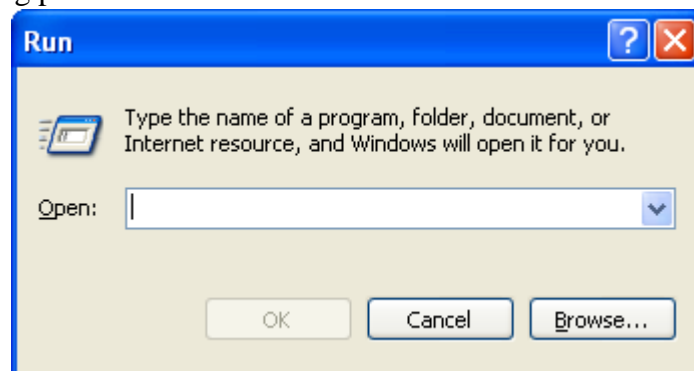 Run
Type the name of a program, folder, document, or
Internet resource, and Windows will open it for you.
Open:
OK Cancel Browse...